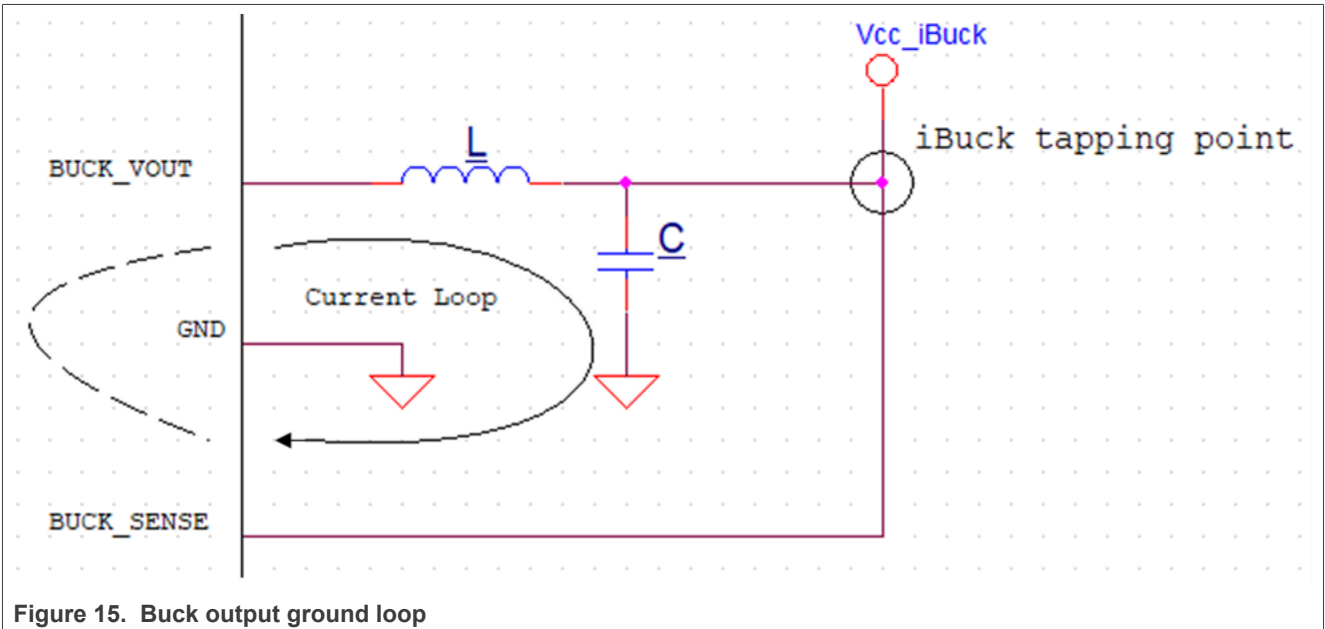 Vcc_iBuck
iBuck tapping point
L
BUCK_VOUT
C
Current Loop
GND
BUCK_SENSE
Figure 15. Buck output ground loop